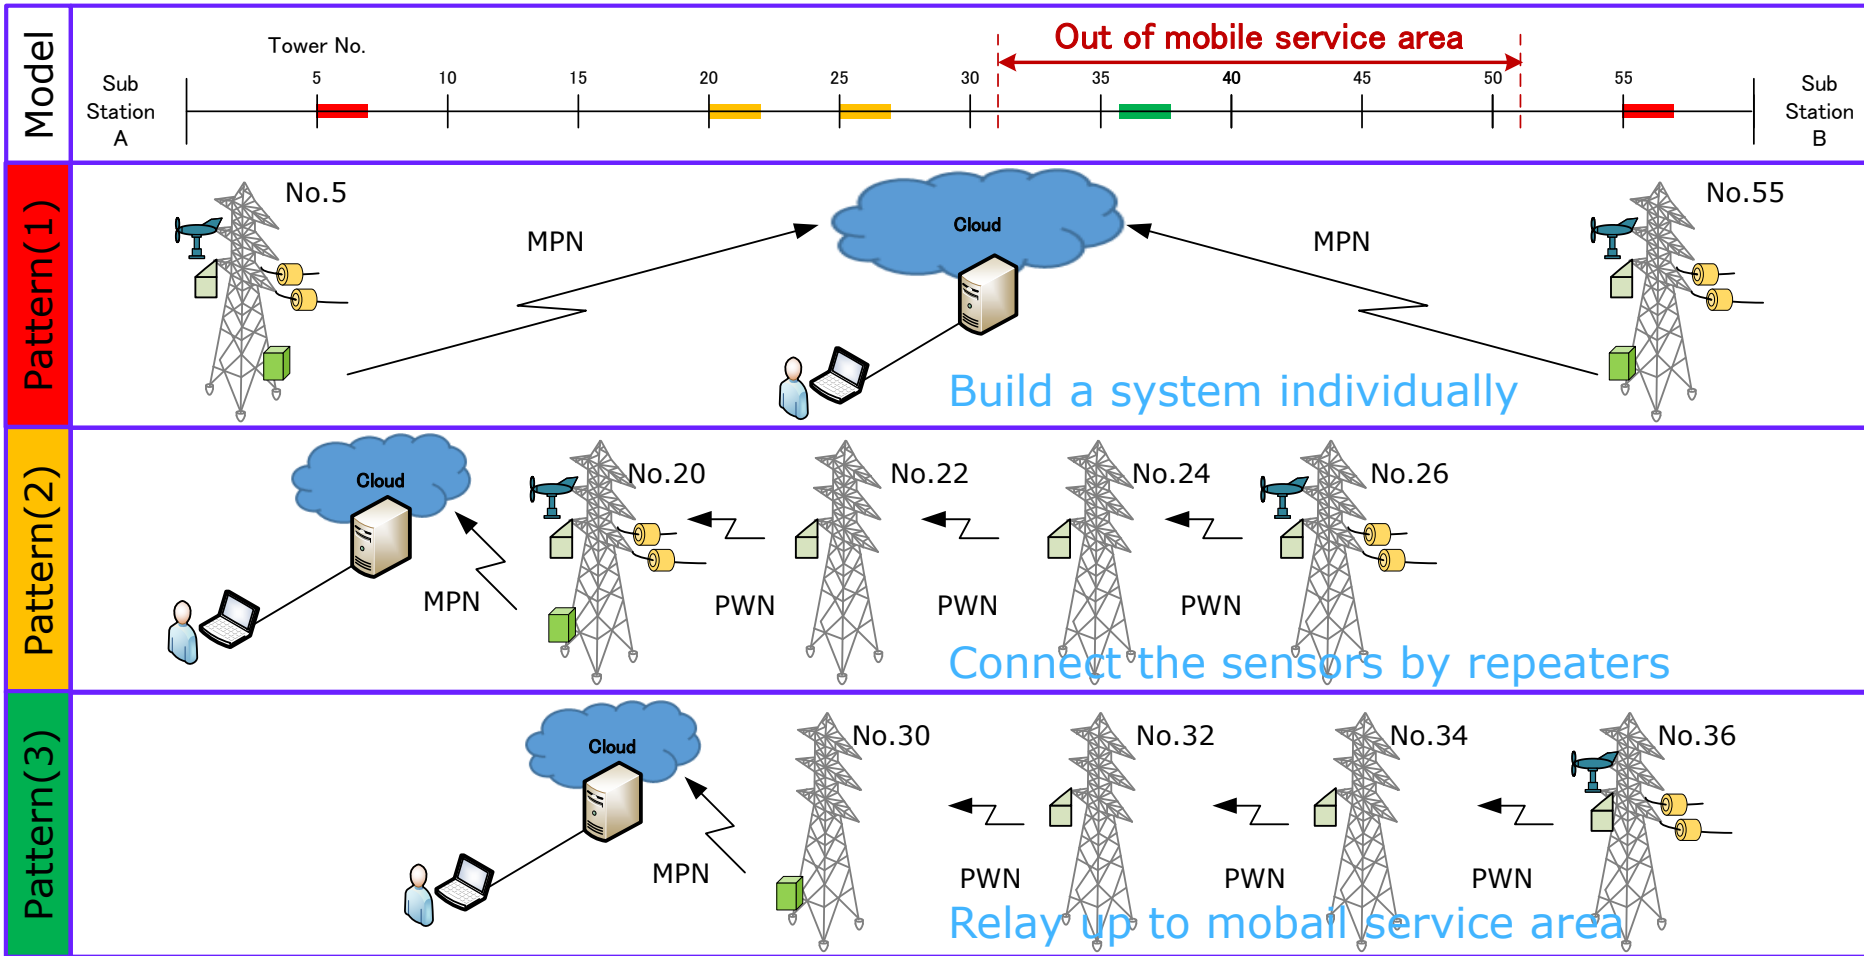 Model
Tower No.
Out of mobile service area
Sub
Station
A
5
10
15
20
25
30
35
40
45
50
55
Sub
Station
B
Pattern(1)
No.5
MPN
Cloud
MPN
No.55
Build a system individually
Pattern(2)
Cloud
MPN
No.20
PWN
No.22
PWN
No.24
PWN
No.26
Connect the sensors by repeaters
Pattern(3)
Cloud
MPN
No.30
PWN
No.32
PWN
No.34
PWN
No.36
Relay up to mobail service area